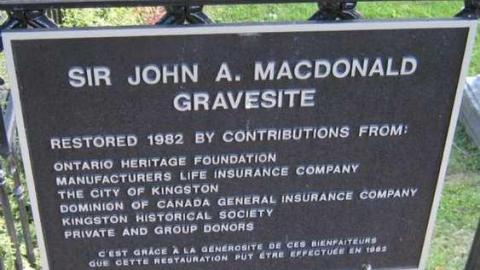 SIR JOHN A. MACDONALD
GRAVESITE
RESTORED 1982 BY CONTRIBUTIONS FROM:
ONTARIO HERITAGE FOUNDATION
MANUFACTURERS LIFE INSURANCE COMPANY
THE CITY OF KINGSTON
DOMINION OF CANADA GENERAL INSURANCE COMPANY
KINGSTON HISTORICAL SOCIETY
PRIVATE AND GROUP DONORS
C'EST GRÂCE À LA GÉNÉROSITÉ DE CES BIENFAITEURS
QUE CETTE RESTAURATION PUT ÊTRE EFFECTUÉE EN 1982